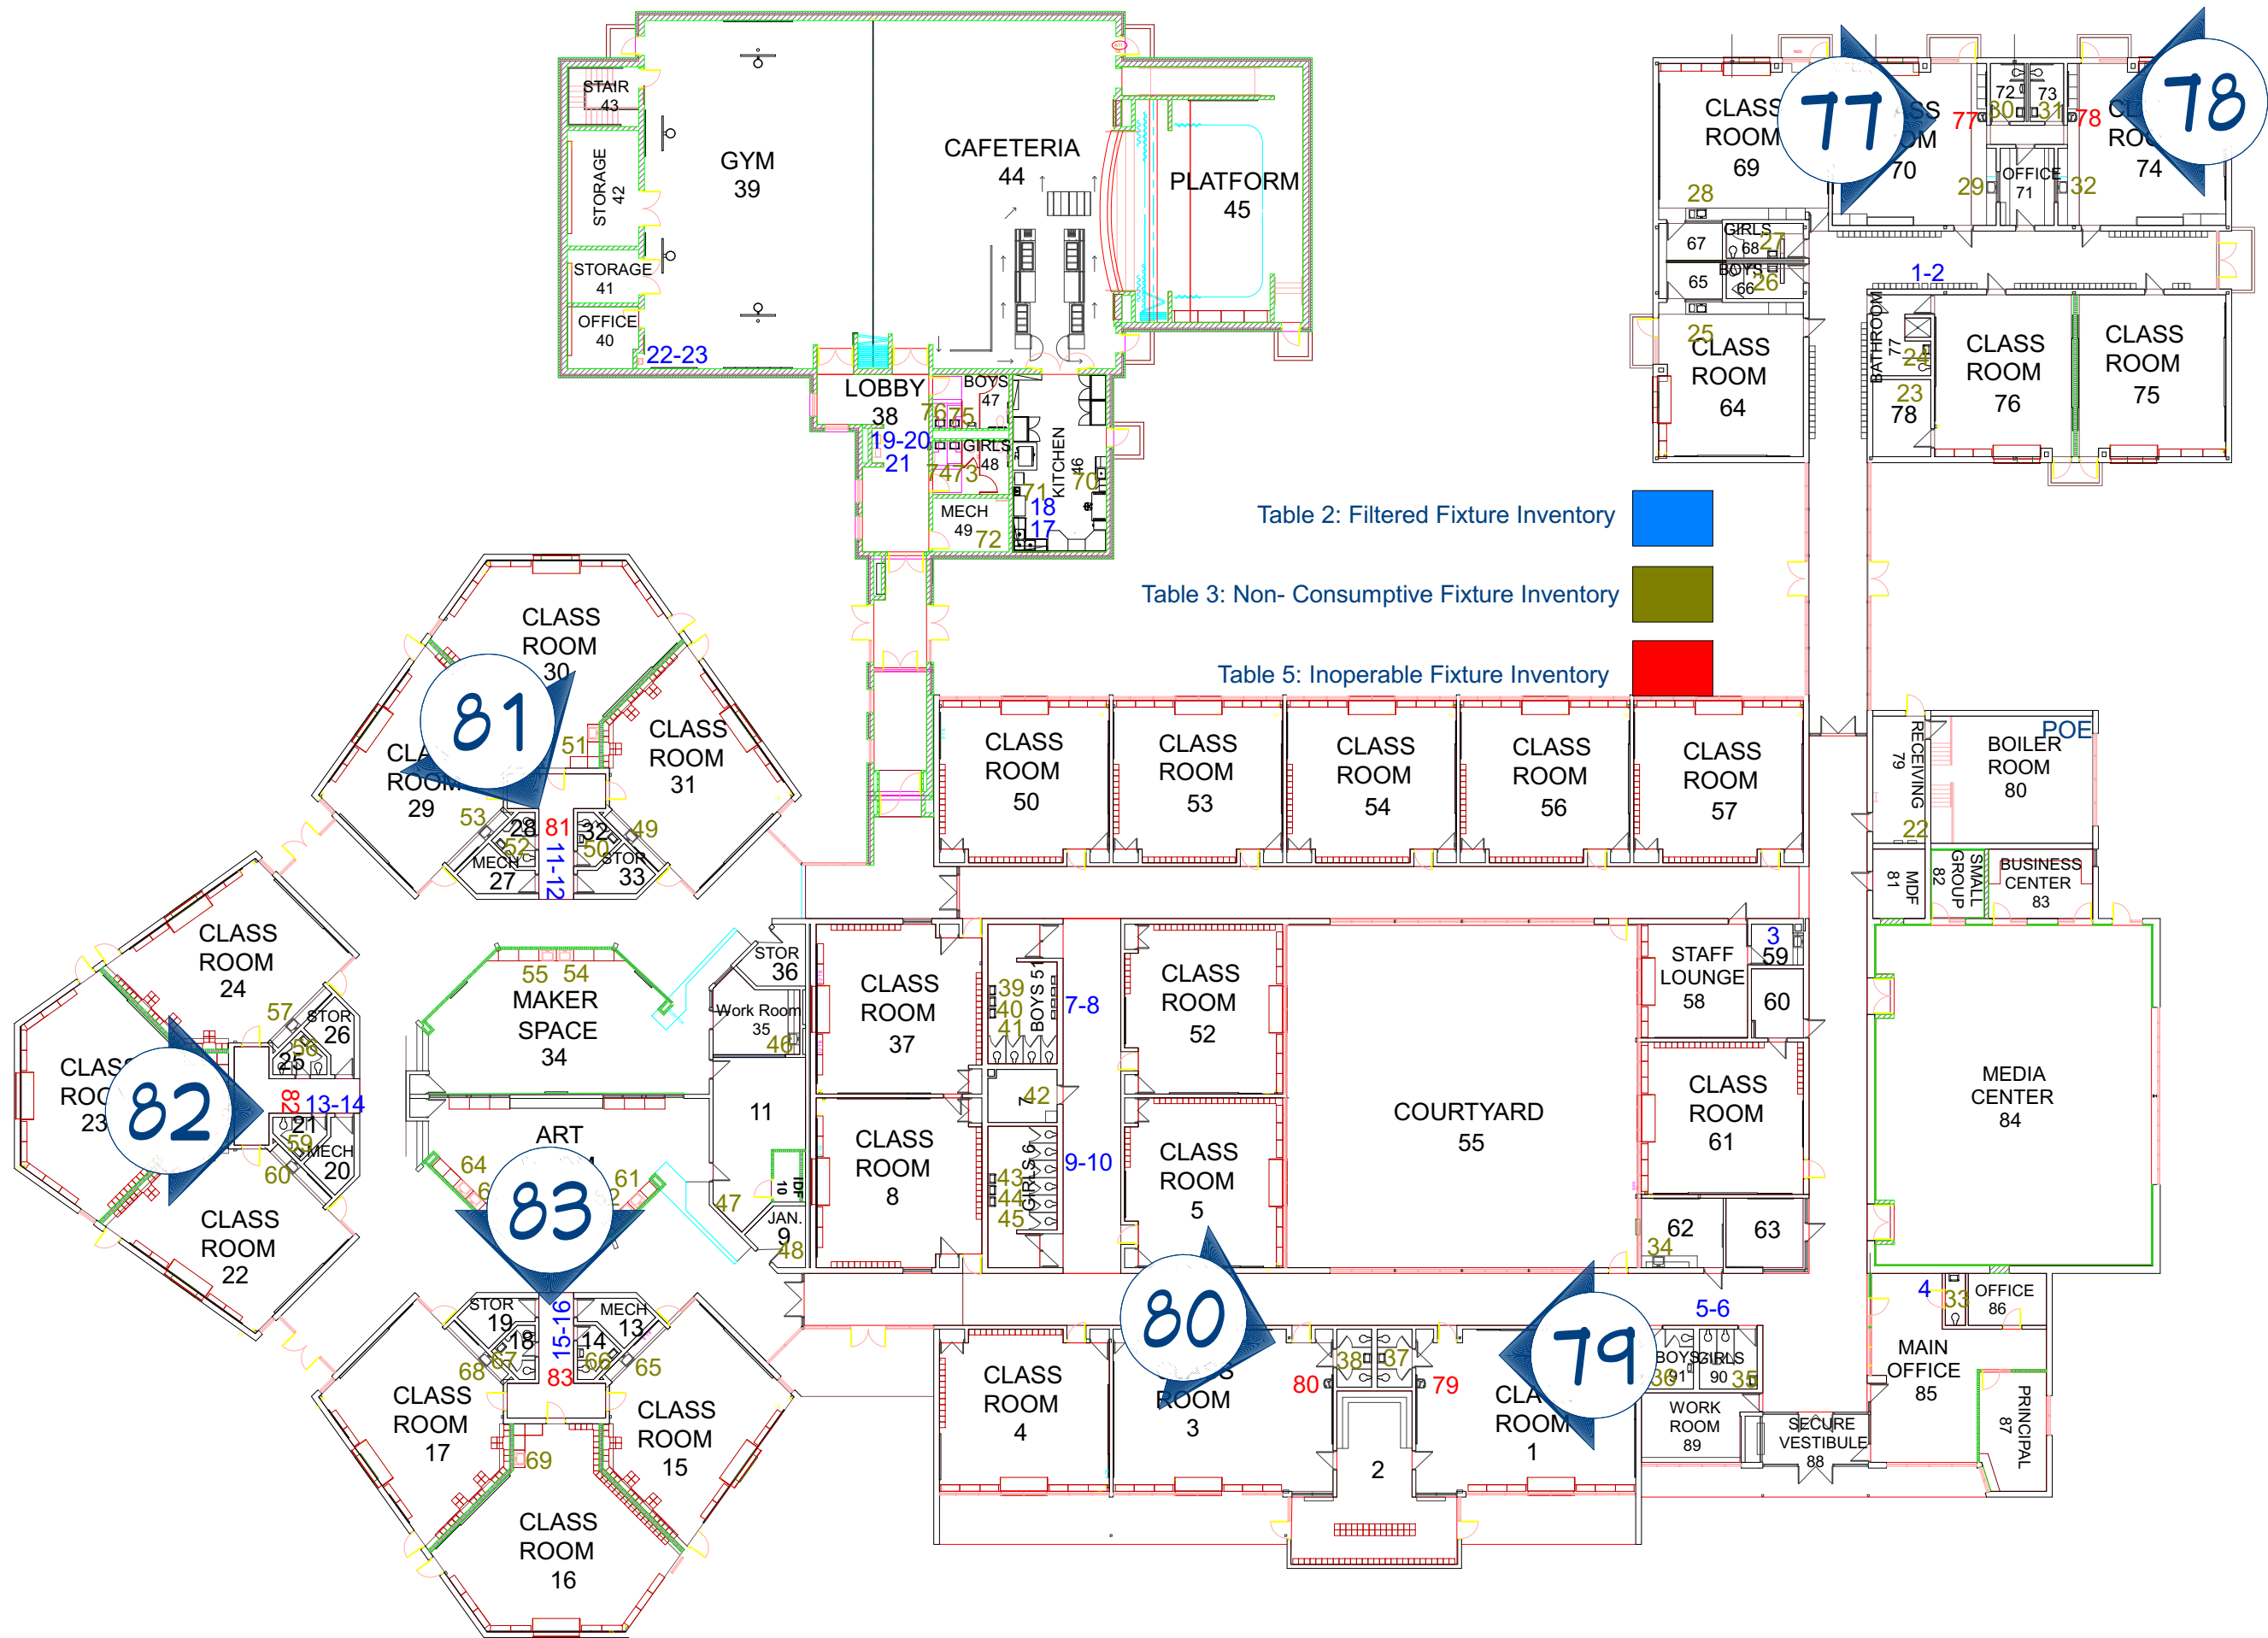 STAIR
43
STORAGE
42
STORAGE
41
OFFICE
40
GYM
39
22-23
CAFETERIA
44
PLATFORM
45
LOBBY
38
19-20
21
BOYS
47
76
75
GIRLS
48
74
73
MECH
49
72
KITCHEN
46
71
70
18
17
CLASS
ROOM
69
28
77
70
77
72
73
30
31
78
78
74
29
OFFICE
71
32
67
GIRLS
68
27
65
BOYS
66
26
1-2
25
CLASS
ROOM
64
BATHROOM
77
24
23
78
CLASS
ROOM
76
CLASS
ROOM
75
Table 2: Filtered Fixture Inventory
Table 3: Non- Consumptive Fixture Inventory
Table 5: Inoperable Fixture Inventory
CLASS
ROOM
30
81
CLASS
ROOM
31
51
ROOM
29
53
28
52
81
11-12
32
50
49
MECH
27
STOR
33
CLASS
ROOM
50
CLASS
ROOM
53
CLASS
ROOM
54
CLASS
ROOM
56
CLASS
ROOM
57
RECEIVING
79
22
POE
BOILER
ROOM
80
MDF
81
SMALL
GROUP
82
BUSINESS
CENTER
83
CLASS
ROOM
24
57
STOR
26
56
25
CLASS
23
82
82
13-14
21
59
60
MECH
20
CLASS
ROOM
22
55
54
MAKER
SPACE
34
STOR
36
Work Room
35
46
ART
64
61
83
11
47
IDF
10
JAN.
9
48
CLASS
ROOM
37
39
40
41
BOYS 51
7-8
7
42
CLASS
ROOM
8
43
44
45
GIRLS 6
9-10
CLASS
ROOM
52
CLASS
ROOM
5
COURTYARD
55
STAFF
LOUNGE
58
3
59
60
CLASS
ROOM
61
62
34
63
MEDIA
CENTER
84
4
33
OFFICE
86
MAIN
OFFICE
85
PRINCIPAL
87
5-6
STOR
19
18
67
68
15-16
83
MECH
13
14
66
65
CLASS
ROOM
17
CLASS
ROOM
15
69
CLASS
ROOM
16
CLASS
ROOM
4
80
ROOM
3
80
38
37
79
2
79
ROOM
1
BOYS
91
36
GIRLS
90
35
WORK
ROOM
89
SECURE
VESTIBULE
88